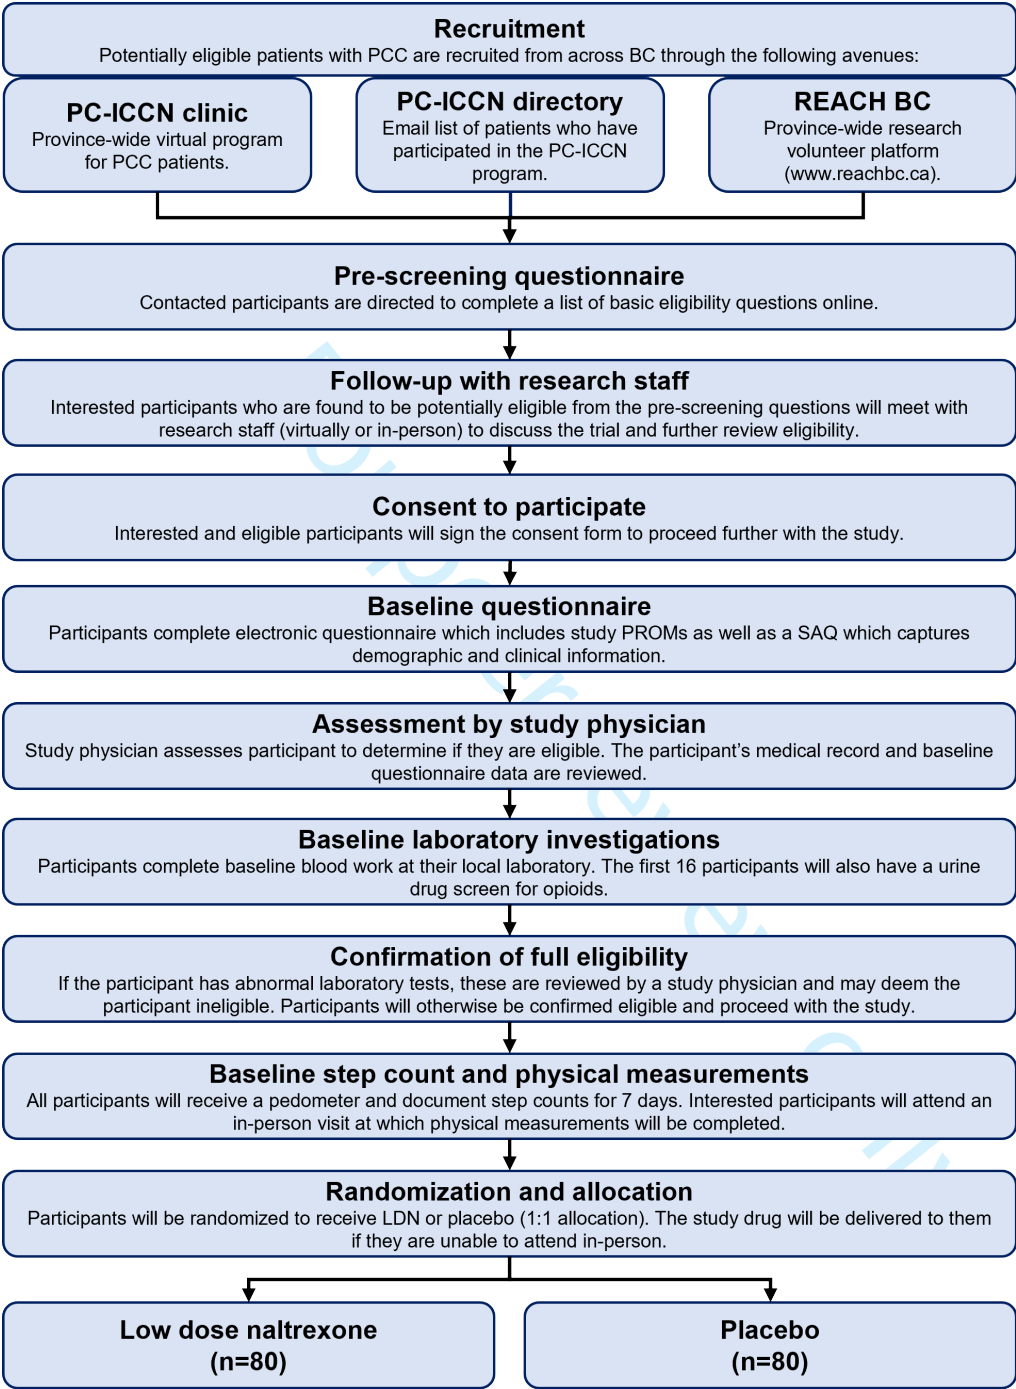 Recruitment
Potentially eligible patients with PCC are recruited from across BC through the following avenues:
PC-ICCN clinic
Province-wide virtual program
for PCC patients.
PC-ICCN directory
Email list of patients who have
participated in the PC-ICCN
program.
REACH BC
Province-wide research
volunteer platform
(www.reachbc.ca).
Pre-screening questionnaire
Contacted participants are directed to complete a list of basic eligibility questions online.
Follow-up with research staff
Interested participants who are found to be potentially eligible from the pre-screening questions will meet with
research staff (virtually or in-person) to discuss the trial and further review eligibility.
Consent to participate
Interested and eligible participants will sign the consent form to proceed further with the study.
Baseline questionnaire
Participants complete electronic questionnaire which includes study PROMs as well as a SAQ which captures
demographic and clinical information.
Assessment by study physician
Study physician assesses participant to determine if they are eligible. The participant's medical record and baseline
questionnaire data are reviewed.
Baseline laboratory investigations
Participants complete baseline blood work at their local laboratory. The first 16 participants will also have a urine
drug screen for opioids.
Confirmation of full eligibility
If the participant has abnormal laboratory tests, these are reviewed by a study physician and may deem the
participant ineligible. Participants will otherwise be confirmed eligible and proceed with the study.
Baseline step count and physical measurements
All participants will receive a pedometer and document step counts for 7 days. Interested participants will attend an
in-person visit at which physical measurements will be completed.
Randomization and allocation
Participants will be randomized to receive LDN or placebo (1:1 allocation). The study drug will be delivered to them
if they are unable to attend in-person.
Low dose naltrexone
(n=80)
Placebo
(n=80)